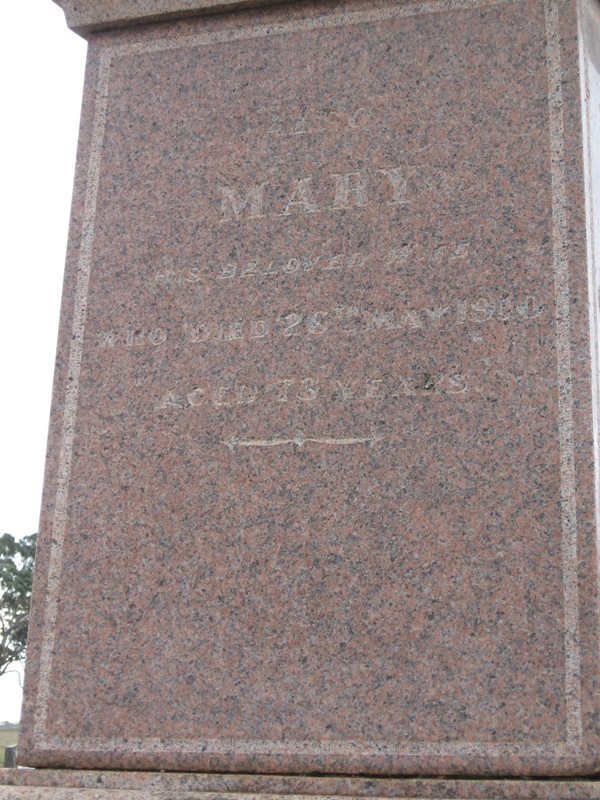 ALSO
MARY
HIS BELOVED WIFE
WHO DIED 26TH MAY
AGED 73 YEARS